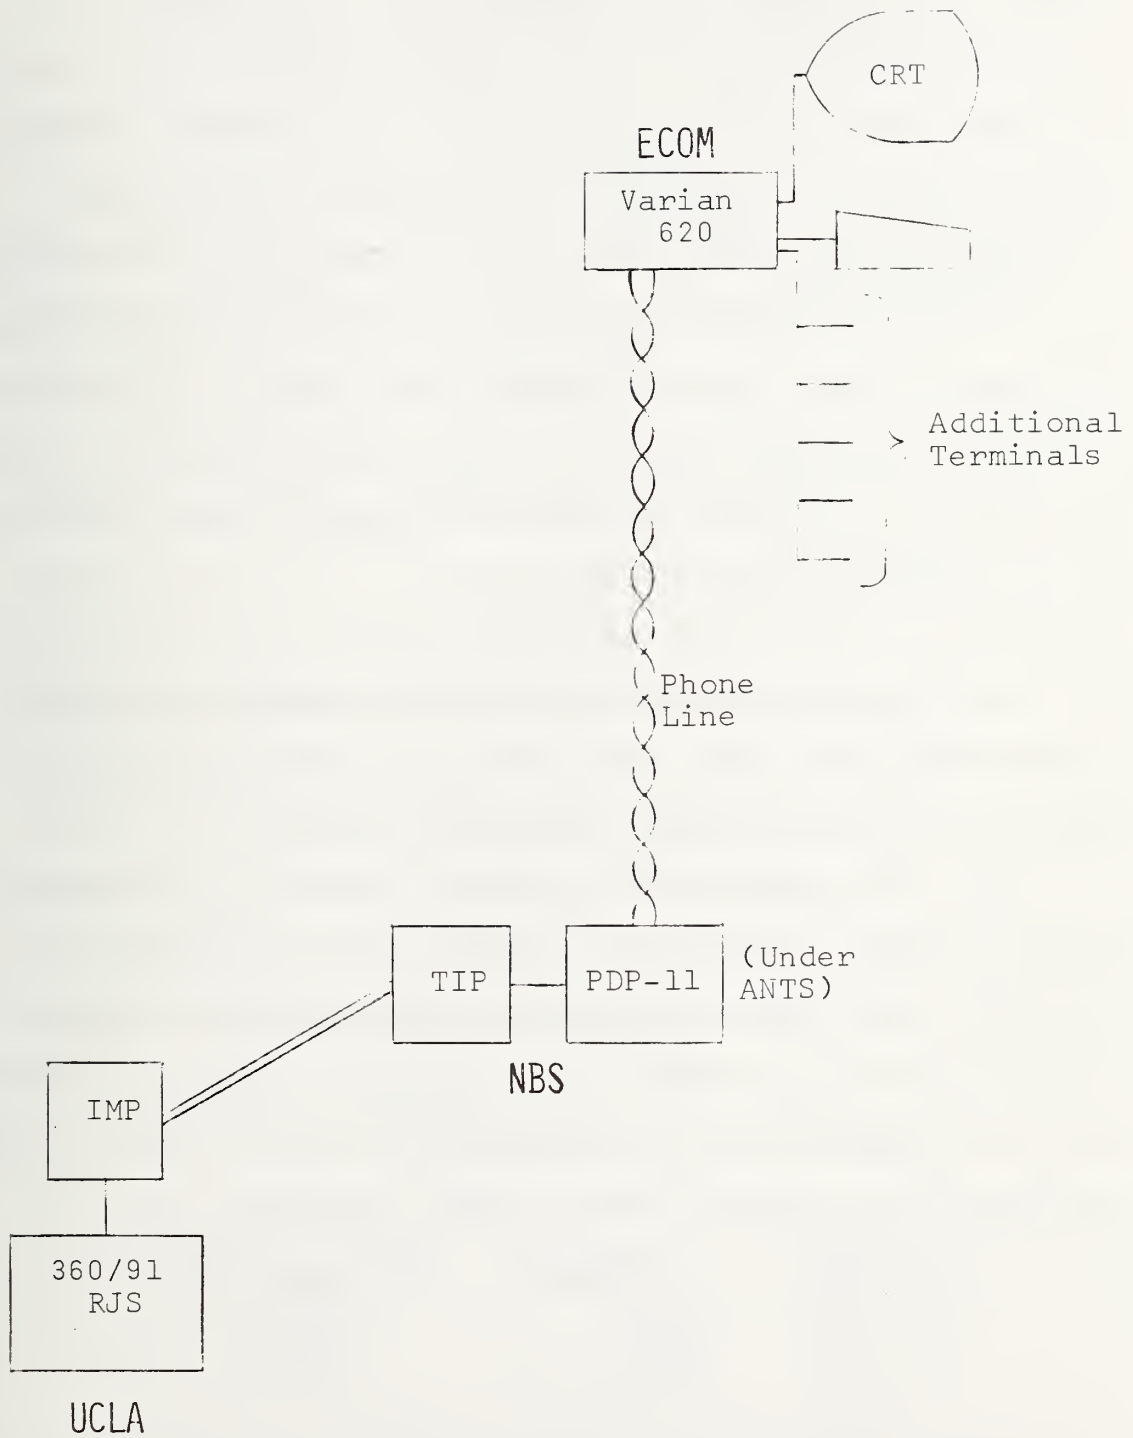 CRT
ECOM
Varian
620
Additional
Terminals
Phone
Line
TIP
PDP-11
(Under
ANTS)
NBS
IMP
360/91
RJS
UCLA